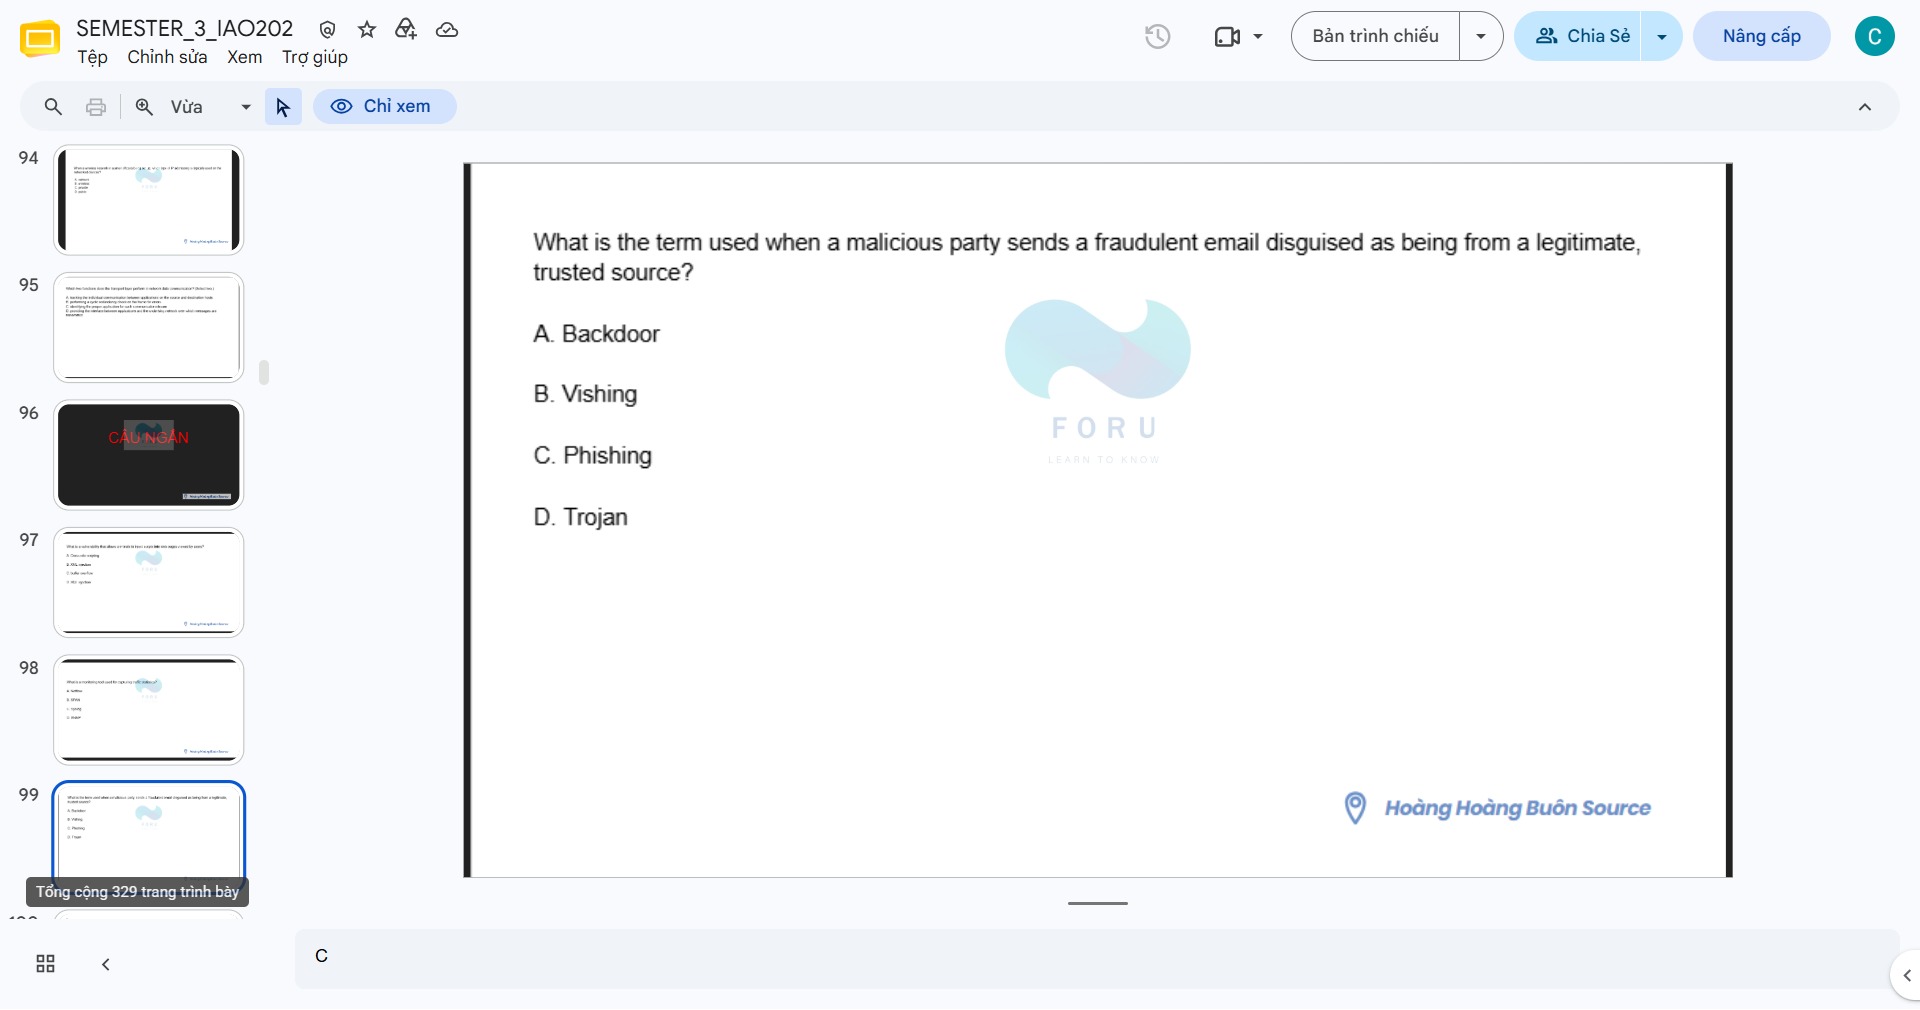 SEMESTER_3_IAO202
Tệp Chỉnh sửa Xem Trợ giúp
Bản trình chiếu
Chia Sẻ
Nâng cấp
C
Vừa
Chỉ xem
94
95
96
CÂU NGẮN
97
98
99
Tổng cộng 329 trang trình bày
What is the term used when a malicious party sends a fraudulent email disguised as being from a legitimate,
trusted source?
A. Backdoor
B. Vishing
C. Phishing
D. Trojan
FORU
LEARN TO KNOW
Hoàng Hoàng Buôn Source
C